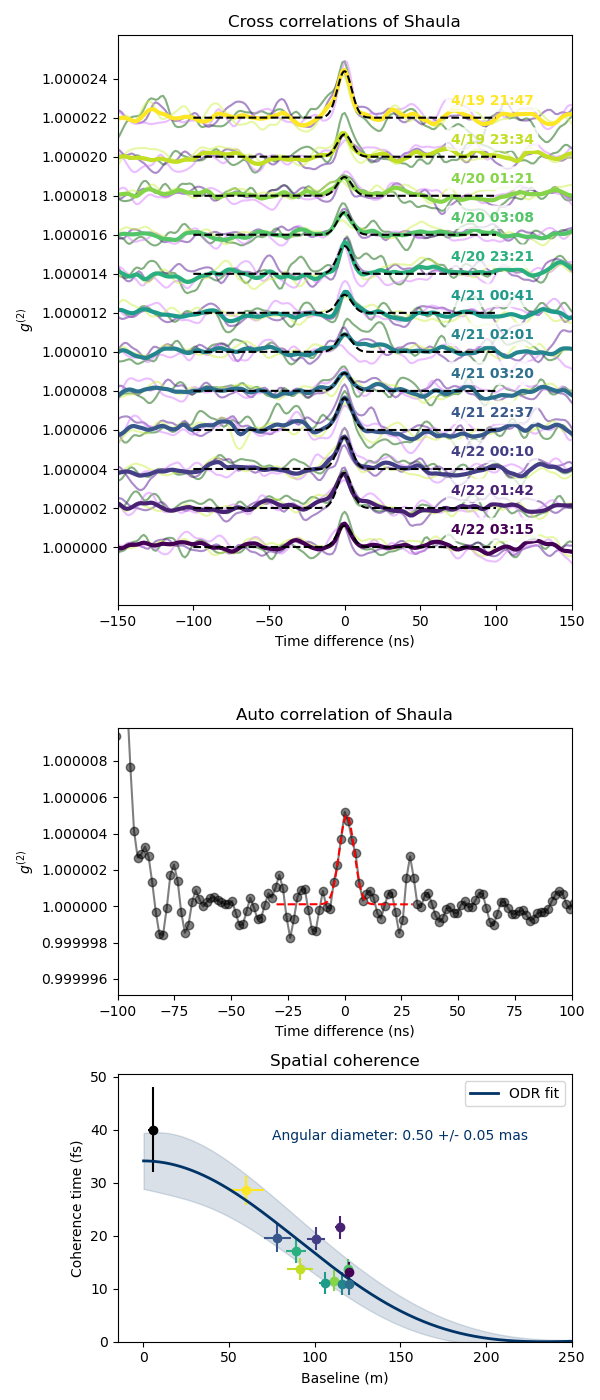 Cross correlations of Shaula
g(2)
1.000024
1.000022
1.000020
1.000018
1.000016
1.000014
1.000012
1.000010
1.000008
1.000006
1.000004
1.000002
1.000000
4/19 21:47
4/19 23:34
4/20 01:21
4/20 03:08
4/20 23:21
4/21 00:41
4/21 02:01
4/21 03:20
4/21 22:37
4/22 00:10
4/22 01:42
4/22 03:15
−150 −100 −50 0 50 100 150
Time difference (ns)
Auto correlation of Shaula
g(2)
1.000008
1.000006
1.000004
1.000002
1.000000
0.999998
0.999996
−100 −75 −50 −25 0 25 50 75 100
Time difference (ns)
Spatial coherence
Coherence time (fs)
50
40
30
20
10
0
ODR fit
Angular diameter: 0.50 +/- 0.05 mas
0 50 100 150 200 250
Baseline (m)